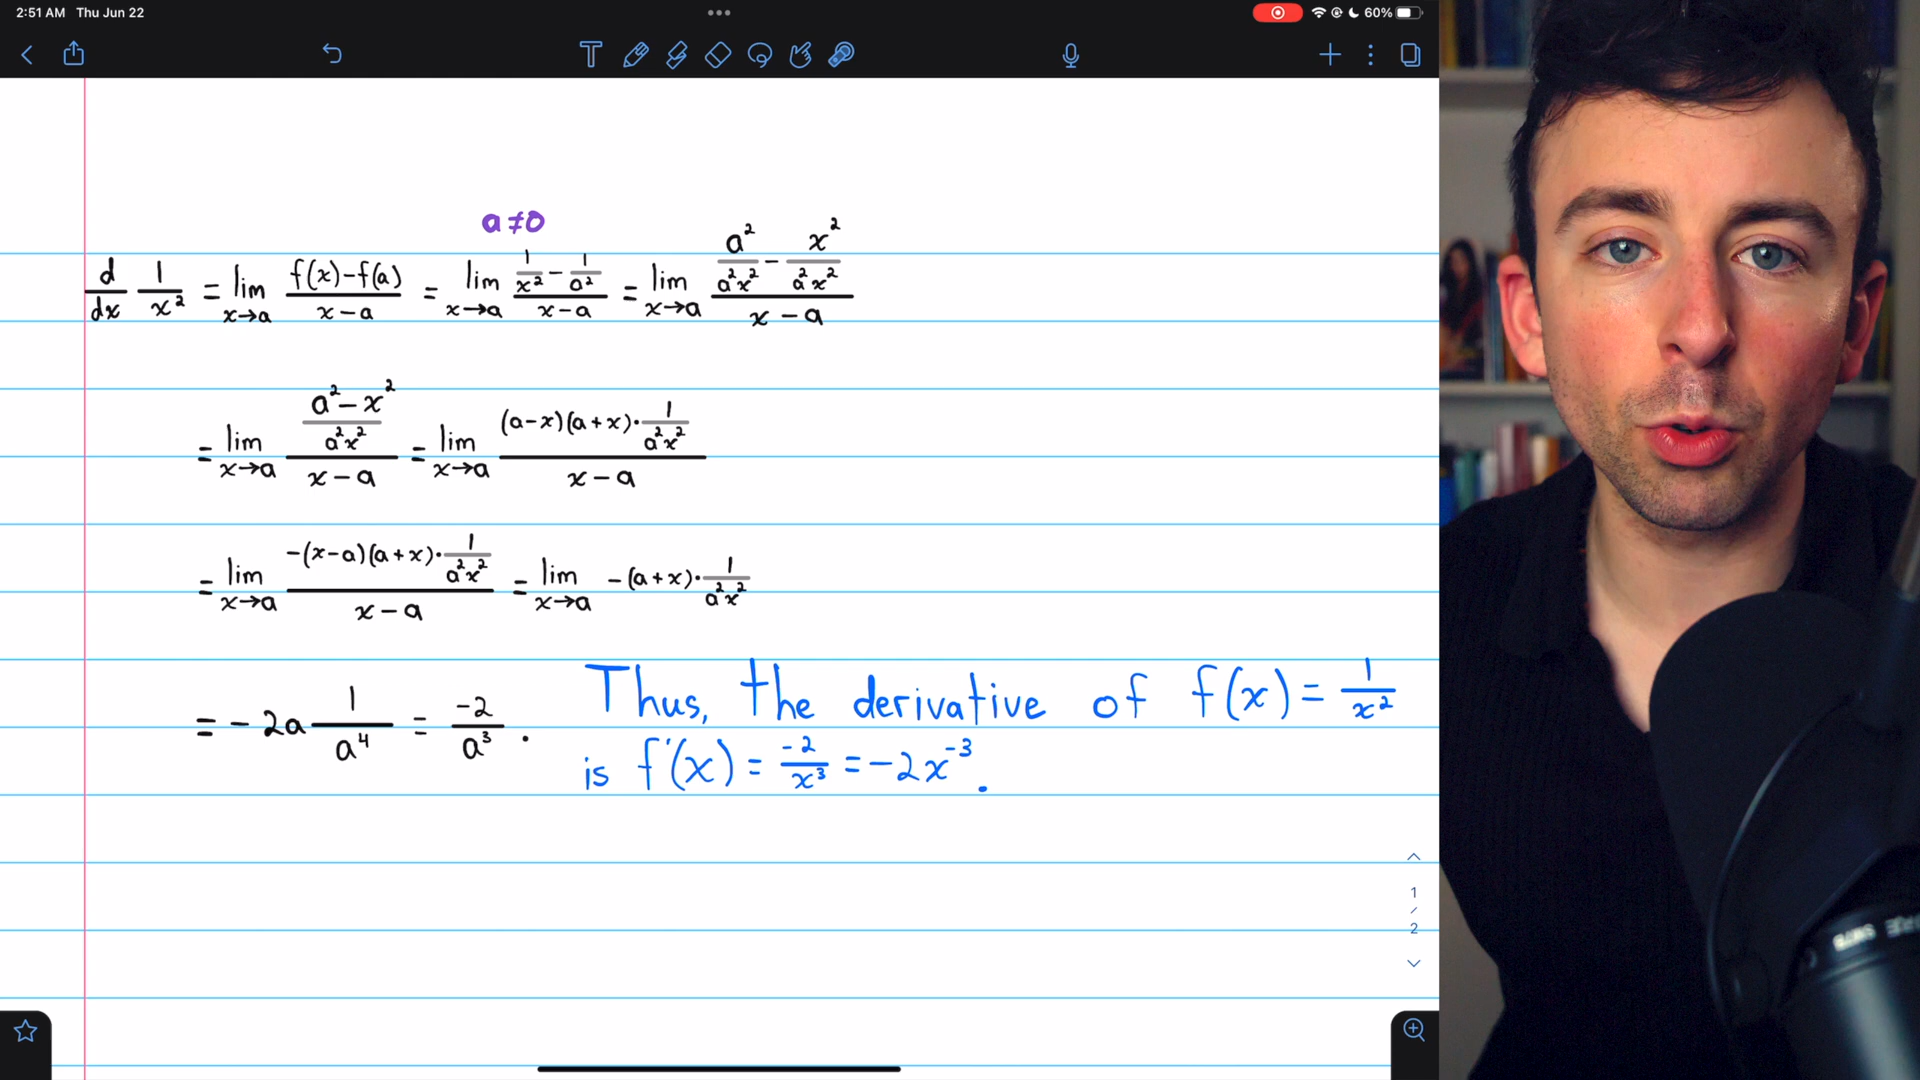 2:51 AM Thu Jun 22
60%
a≠0
d/dx 1/x² = lim x→a (f(x)-f(a))/(x-a) = lim x→a (1/x² - 1/a²)/(x-a) = lim x→a (a²/(a²x²) - x²/(a²x²))/(x-a)
= lim x→a ((a²-x²)/(a²x²))/(x-a) = lim x→a ((a-x)(a+x)·1/(a²x²))/(x-a)
= lim x→a (-(x-a)(a+x)·1/(a²x²))/(x-a) = lim x→a -(a+x)·1/(a²x²)
= -2a 1/a⁴ = -2/a³.
Thus, the derivative of f(x) = 1/x²
is f'(x) = -2/x³ = -2x⁻³.
1
/
2